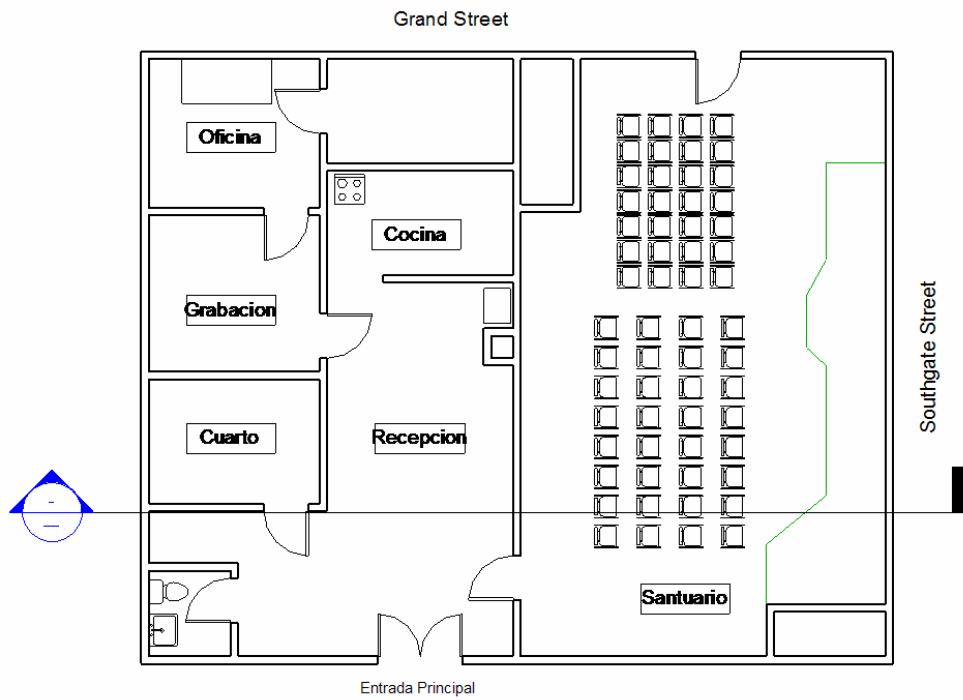 Grand Street
Oficina
Cocina
Grabacion
Southgate Street
Cuarto
Recepcion
Santuario
Entrada Principal